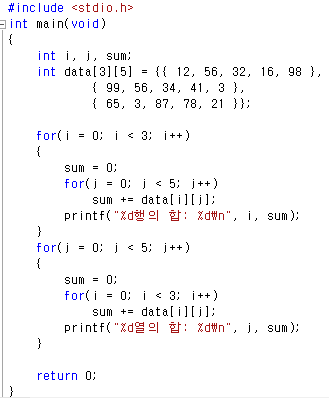 #include <stdio.h>
int main(void)
{
    int i, j, sum;
    int data[3][5] = {{ 12, 56, 32, 16, 98 },
            { 99, 56, 34, 41, 3 },
            { 65, 3, 87, 78, 21 }};

    for(i = 0; i < 3; i++)
    {
        sum = 0;
        for(j = 0; j < 5; j++)
            sum += data[i][j];
        printf("%d행의 합: %d₩n", i, sum);
    }
    for(j = 0; j < 5; j++)
    {
        sum = 0;
        for(i = 0; i < 3; i++)
            sum += data[i][j];
        printf("%d열의 합: %d₩n", j, sum);
    }

    return 0;
}